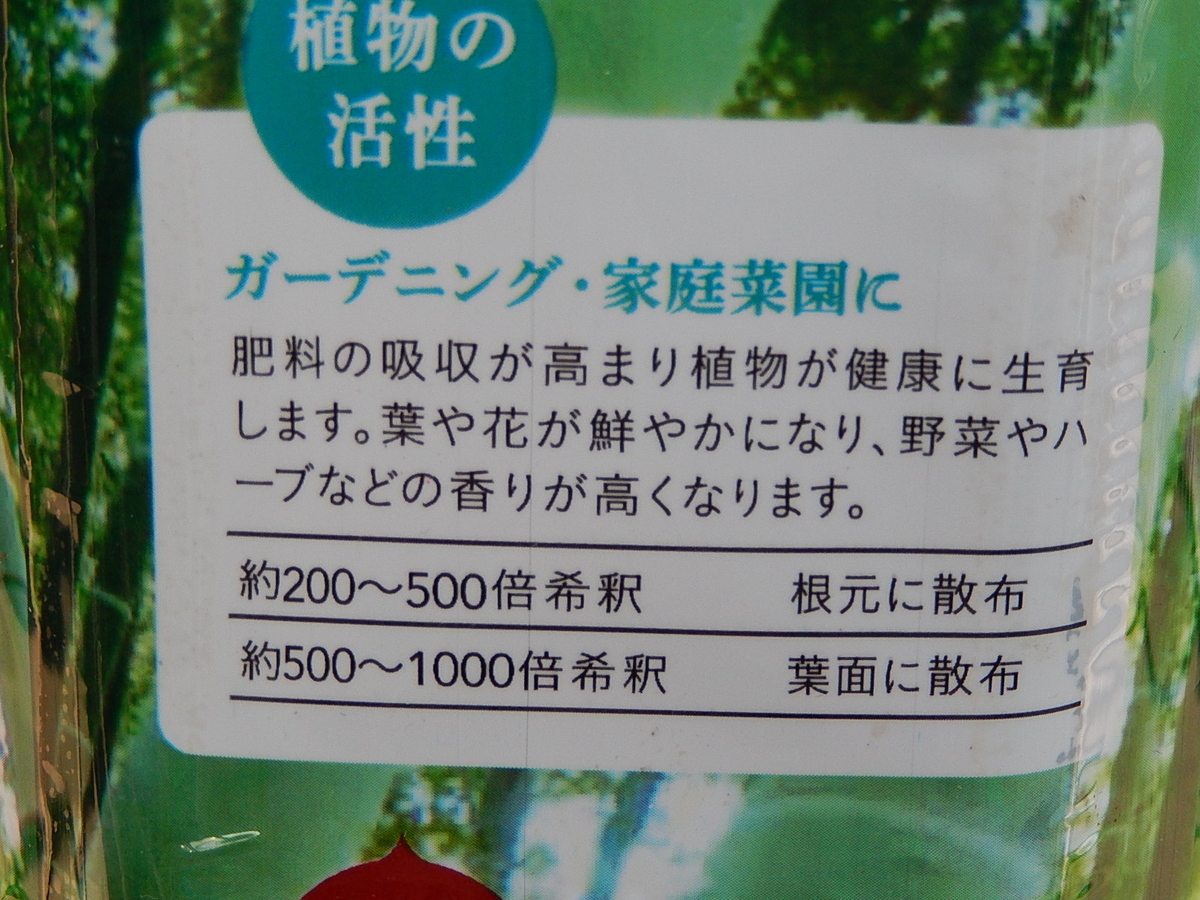 植物の
活性
ガーデニング・家庭菜園に
肥料の吸収が高まり植物が健康に生育
します。葉や花が鮮やかになり、野菜やハ
ーブなどの香りが高くなります。
約200〜500倍希釈 根元に散布
約500〜1000倍希釈 葉面に散布